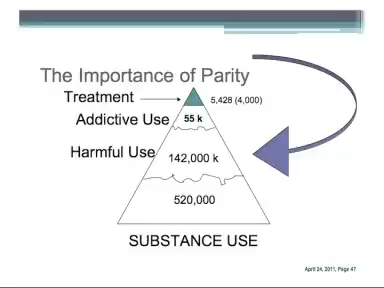 The Importance of Parity
Treatment
5,428 (4,000)
Addictive Use
55 k
Harmful Use
142,000 k
520,000
SUBSTANCE USE
April 24, 2011, Page 47